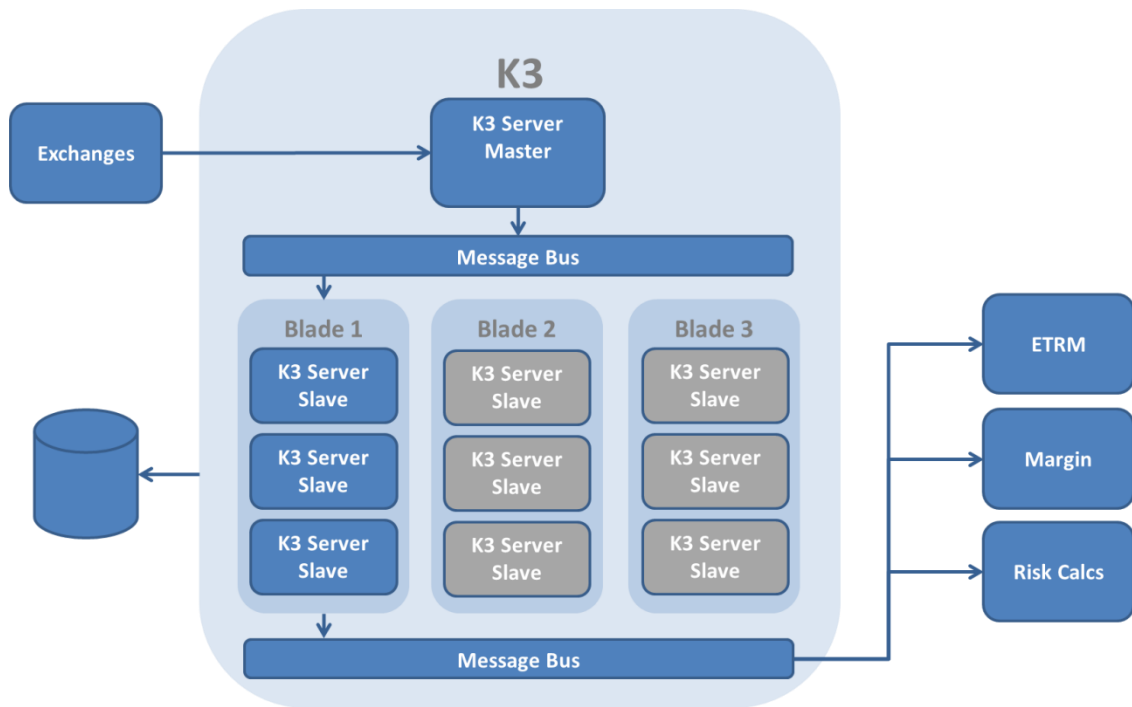 K3
K3 Server
Master
Exchanges
Message Bus
Blade 1
K3 Server
Slave
K3 Server
Slave
K3 Server
Slave
Blade 2
K3 Server
Slave
K3 Server
Slave
K3 Server
Slave
Blade 3
K3 Server
Slave
K3 Server
Slave
K3 Server
Slave
Message Bus
ETRM
Margin
Risk Calcs